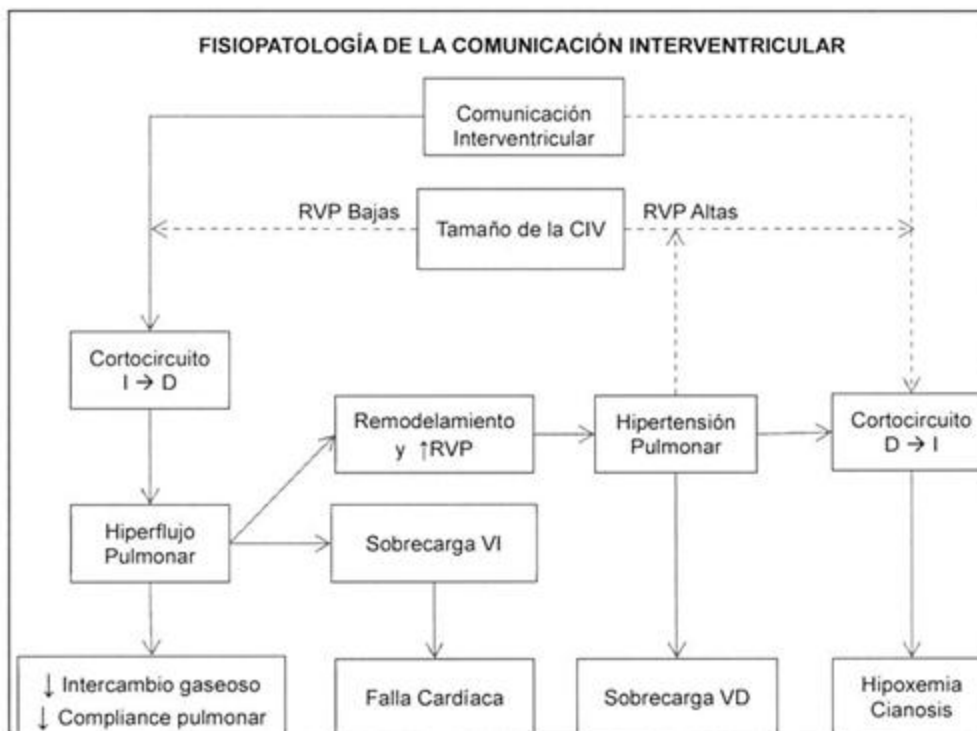 FISIOPATOLOGÍA DE LA COMUNICACIÓN INTERVENTRICULAR
Comunicación
Interventricular
RVP Bajas
Tamaño de la CIV
RVP Altas
Cortocircuito
I → D
Remodelamiento
y ↑RVP
Hipertensión
Pulmonar
Cortocircuito
D → I
Hiperflujo
Pulmonar
Sobrecarga VI
↓ Intercambio gaseoso
↓ Compliance pulmonar
Falla Cardíaca
Sobrecarga VD
Hipoxemia
Cianosis